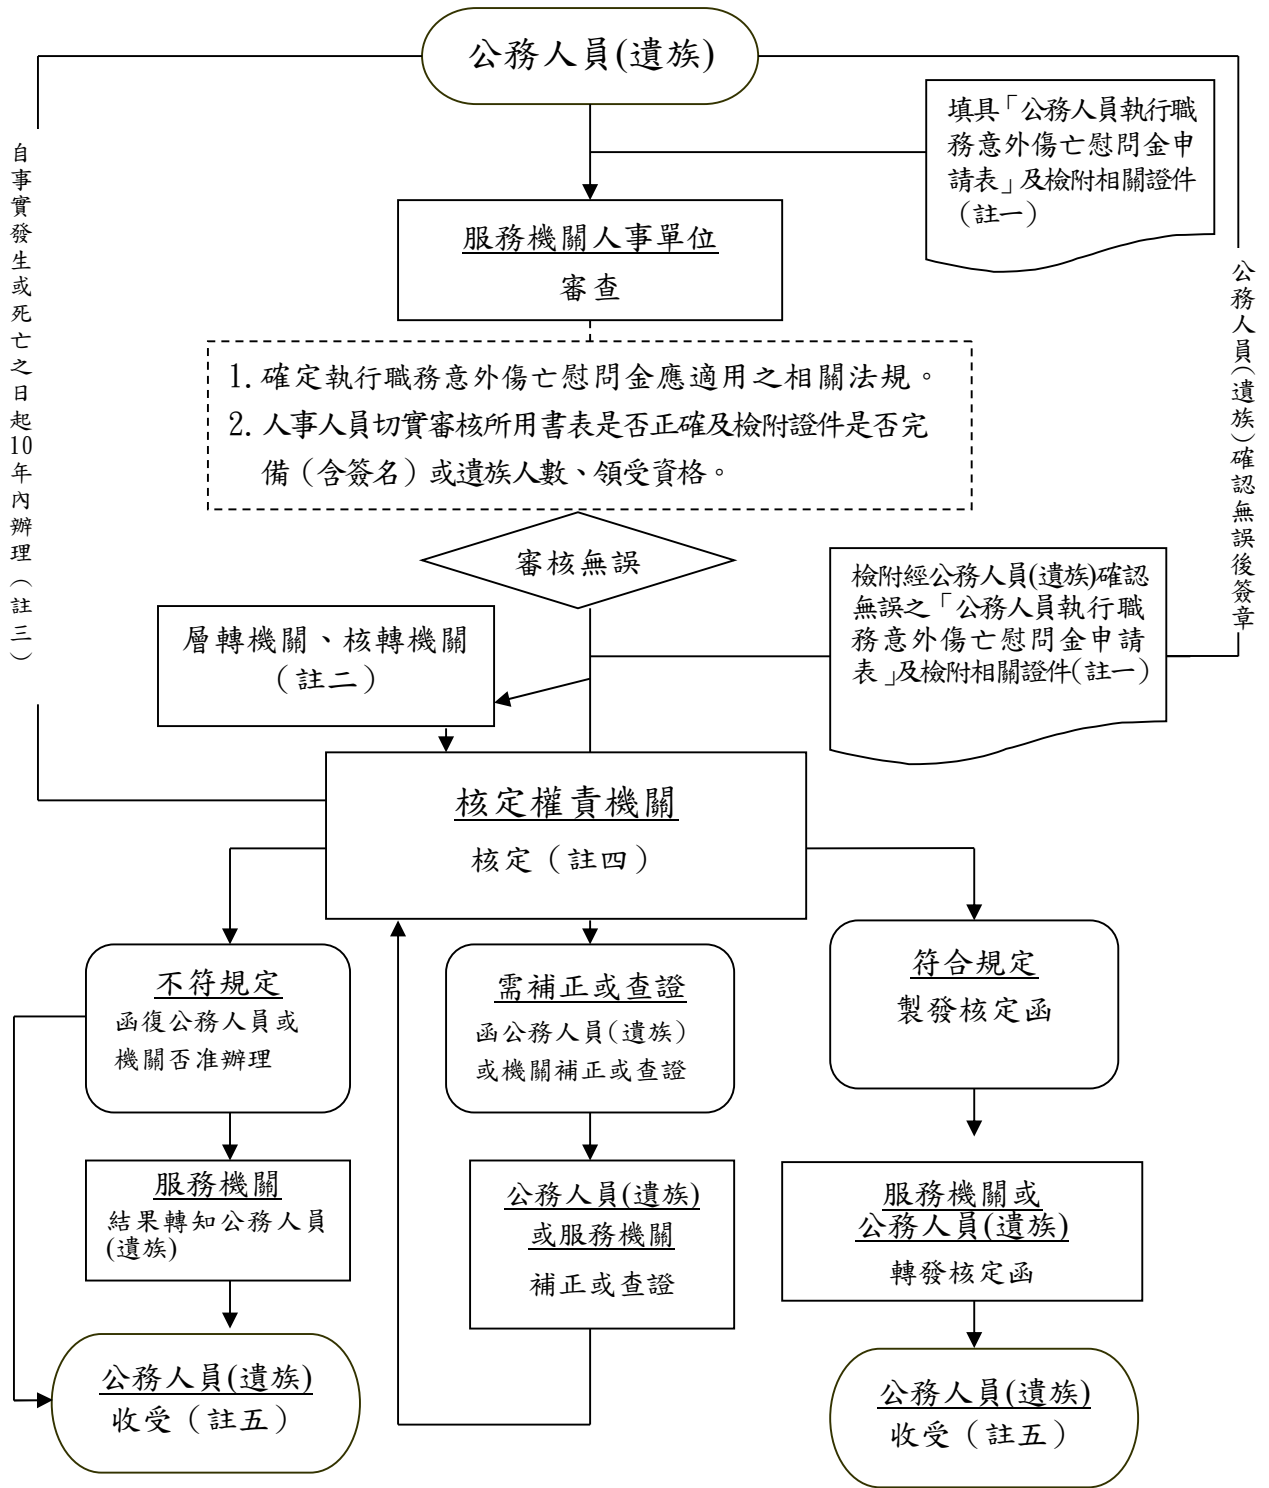 公務人員(遺族)
填具「公務人員執行職
務意外傷亡慰問金申
請表」及檢附相關證件
（註一）
自事實發生或死亡之日起10年內辦理（註三）
服務機關人事單位
審查
公務人員（遺族）確認無誤後簽章
1. 確定執行職務意外傷亡慰問金應適用之相關法規。
2. 人事人員切實審核所用書表是否正確及檢附證件是否完
備（含簽名）或遺族人數、領受資格。
審核無誤
檢附經公務人員(遺族)確認
無誤之「公務人員執行職
務意外傷亡慰問金申請
表」及檢附相關證件(註一)
層轉機關、核轉機關
（註二）
核定權責機關
核定（註四）
不符規定
函復公務人員或
機關否准辦理
需補正或查證
函公務人員(遺族)
或機關補正或查證
符合規定
製發核定函
服務機關
結果轉知公務人員
(遺族)
公務人員(遺族)
或服務機關
補正或查證
服務機關或
公務人員(遺族)
轉發核定函
公務人員(遺族)
收受（註五）
公務人員(遺族)
收受（註五）